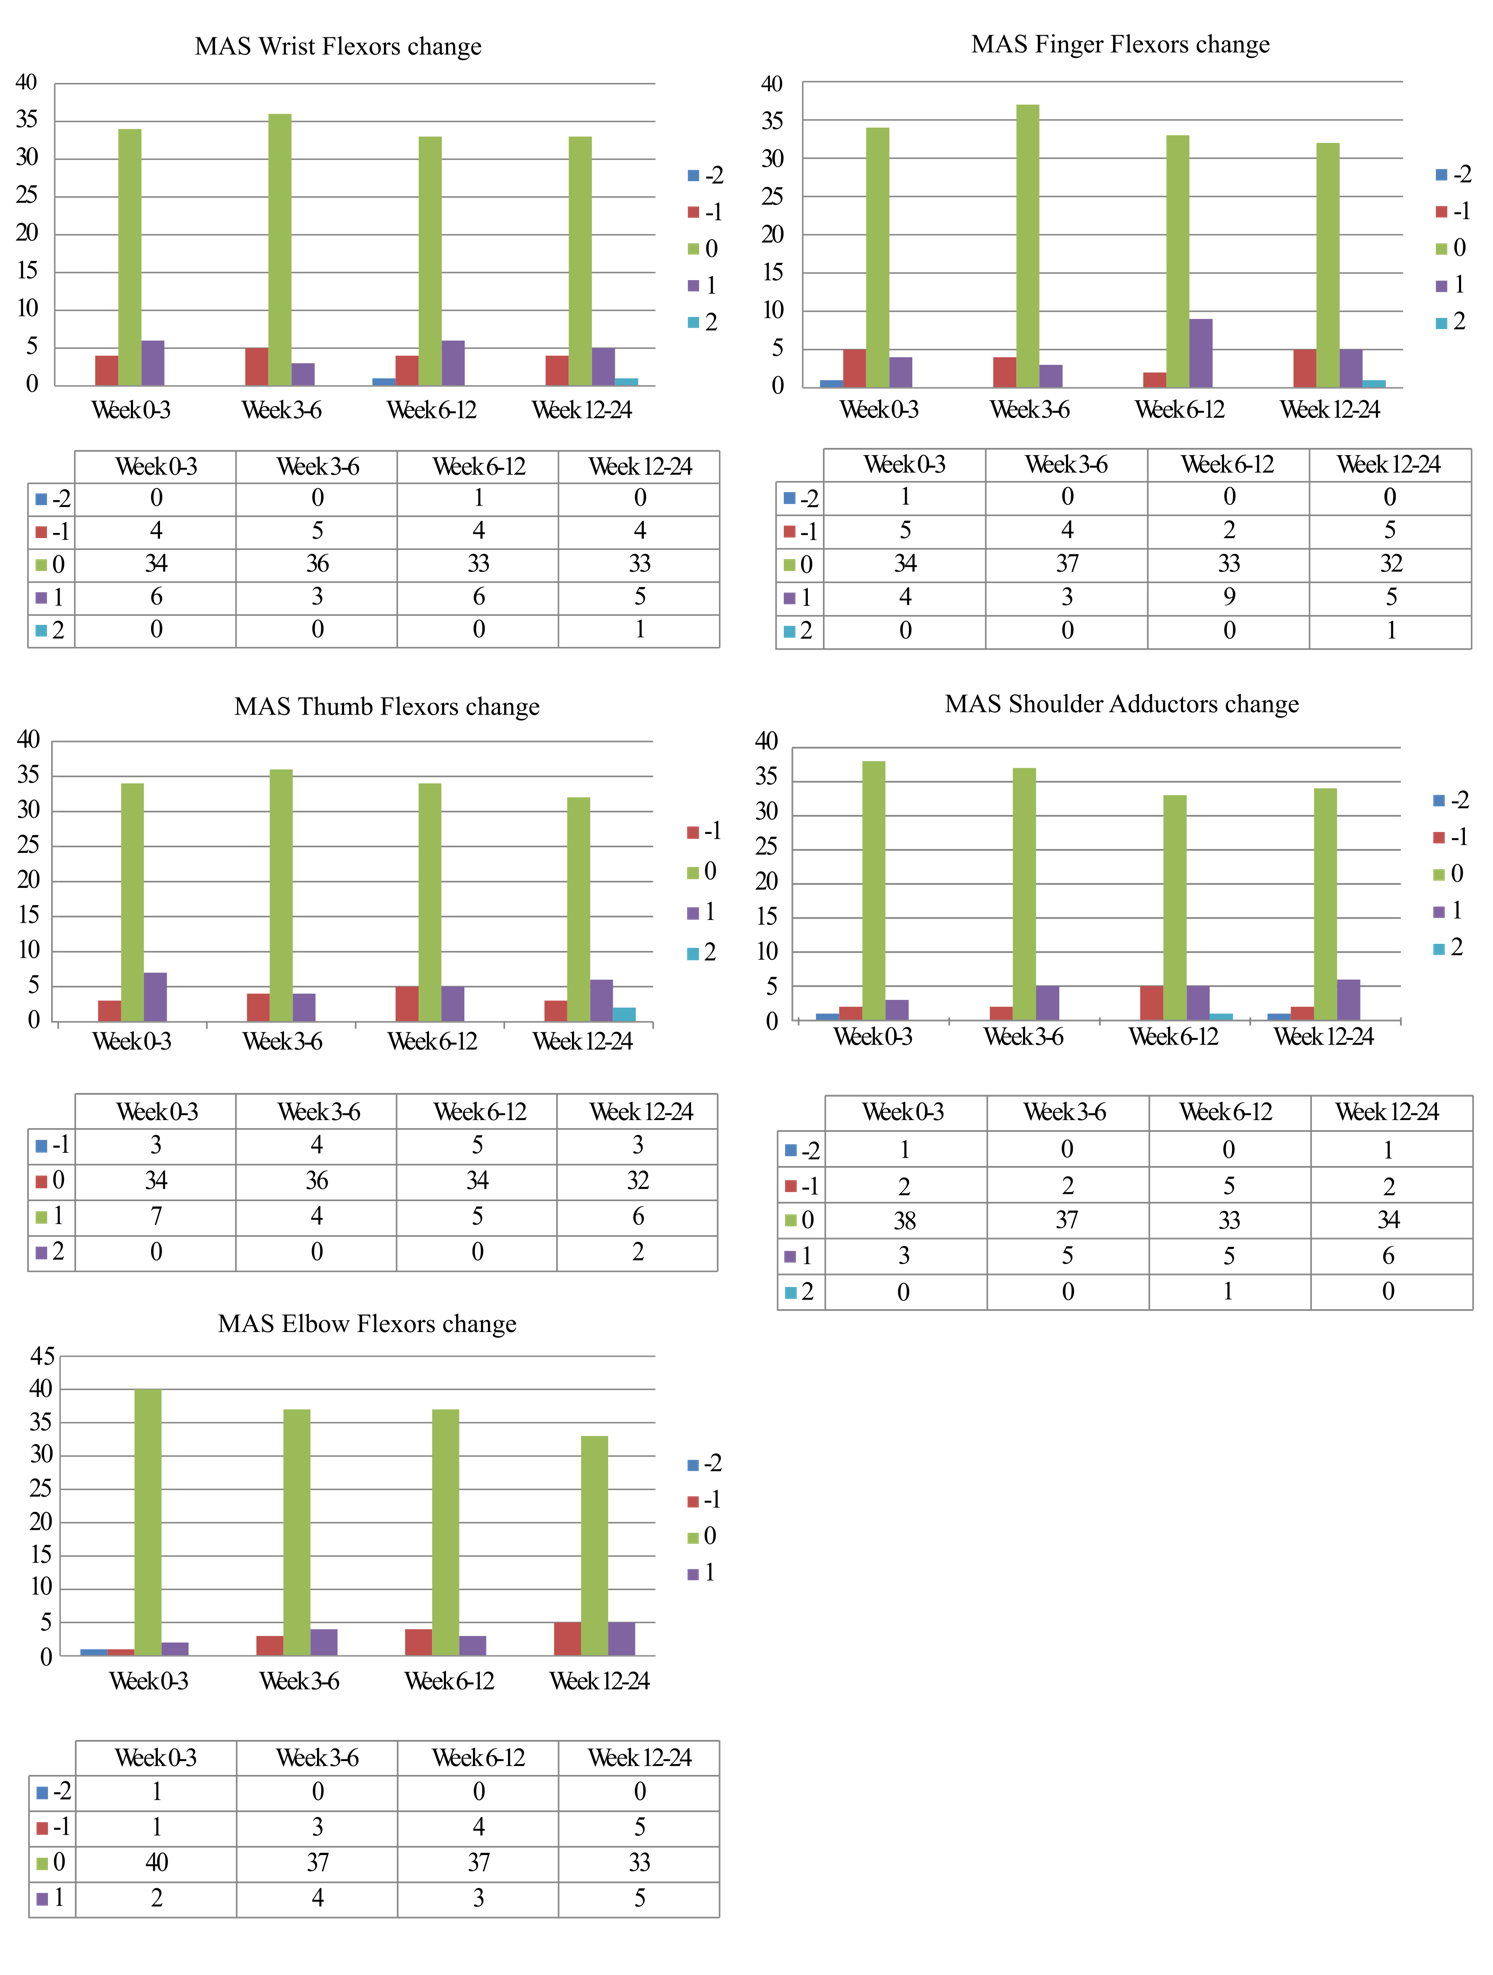 MAS Wrist Flexors change
40
35
30
25
20
15
10
5
0
Week 0-3 Week 3-6 Week 6-12 Week 12-24
-2
-1
0
1
2
Week 0-3 Week 3-6 Week 6-12 Week 12-24
-2 0 0 1 0
-1 4 5 4 4
0 34 36 33 33
1 6 3 6 5
2 0 0 0 1
MAS Finger Flexors change
40
35
30
25
20
15
10
5
0
Week 0-3 Week 3-6 Week 6-12 Week 12-24
-2
-1
0
1
2
Week 0-3 Week 3-6 Week 6-12 Week 12-24
-2 1 0 0 0
-1 5 4 2 5
0 34 37 33 32
1 4 3 9 5
2 0 0 0 1
MAS Thumb Flexors change
40
35
30
25
20
15
10
5
0
Week 0-3 Week 3-6 Week 6-12 Week 12-24
-1
0
1
2
Week 0-3 Week 3-6 Week 6-12 Week 12-24
-1 3 4 5 3
0 34 36 34 32
1 7 4 5 6
2 0 0 0 2
MAS Shoulder Adductors change
40
35
30
25
20
15
10
5
0
Week 0-3 Week 3-6 Week 6-12 Week 12-24
-2
-1
0
1
2
Week 0-3 Week 3-6 Week 6-12 Week 12-24
-2 1 0 0 1
-1 2 2 5 2
0 38 37 33 34
1 3 5 5 6
2 0 0 1 0
MAS Elbow Flexors change
45
40
35
30
25
20
15
10
5
0
Week 0-3 Week 3-6 Week 6-12 Week 12-24
-2
-1
0
1
Week 0-3 Week 3-6 Week 6-12 Week 12-24
-2 1 0 0 0
-1 1 3 4 5
0 40 37 37 33
1 2 4 3 5